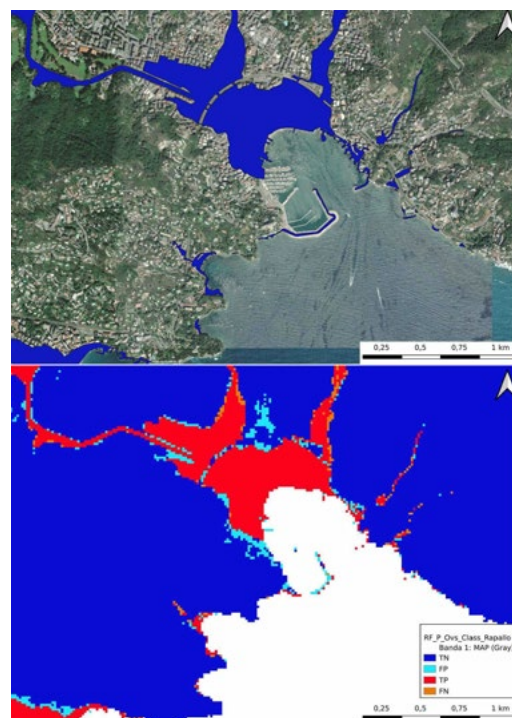 0,25 0,5 0,75 1 km
RF_P_Ovs_Class_Rapallo
Banda 1: MAP (Gray)
TN
FP
TP
FN
0,25 0,5 0,75 1 km